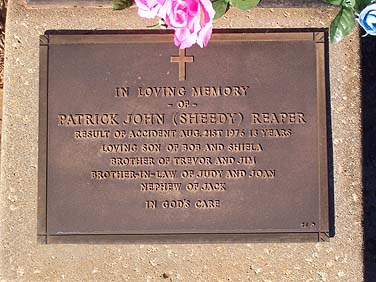 IN LOVING MEMORY
- OF -
PATRICK JOHN (SHEEDY) REAPER
RESULT OF ACCIDENT AUG. 21ST 1976 13 YEARS
LOVING SON OF BOB AND SHIELA
BROTHER OF TREVOR AND JIM
BROTHER-IN-LAW OF JUDY AND JOAN
NEPHEW OF JACK
IN GOD'S CARE